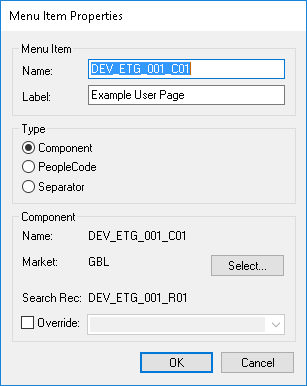 Menu Item Properties
Menu Item
Name: DEV_ETG_001_C01
Label: Example User Page
Type
Component
PeopleCode
Separator
Component
Name: DEV_ETG_001_C01
Market: GBL
Select...
Search Rec: DEV_ETG_001_R01
Override:
OK Cancel